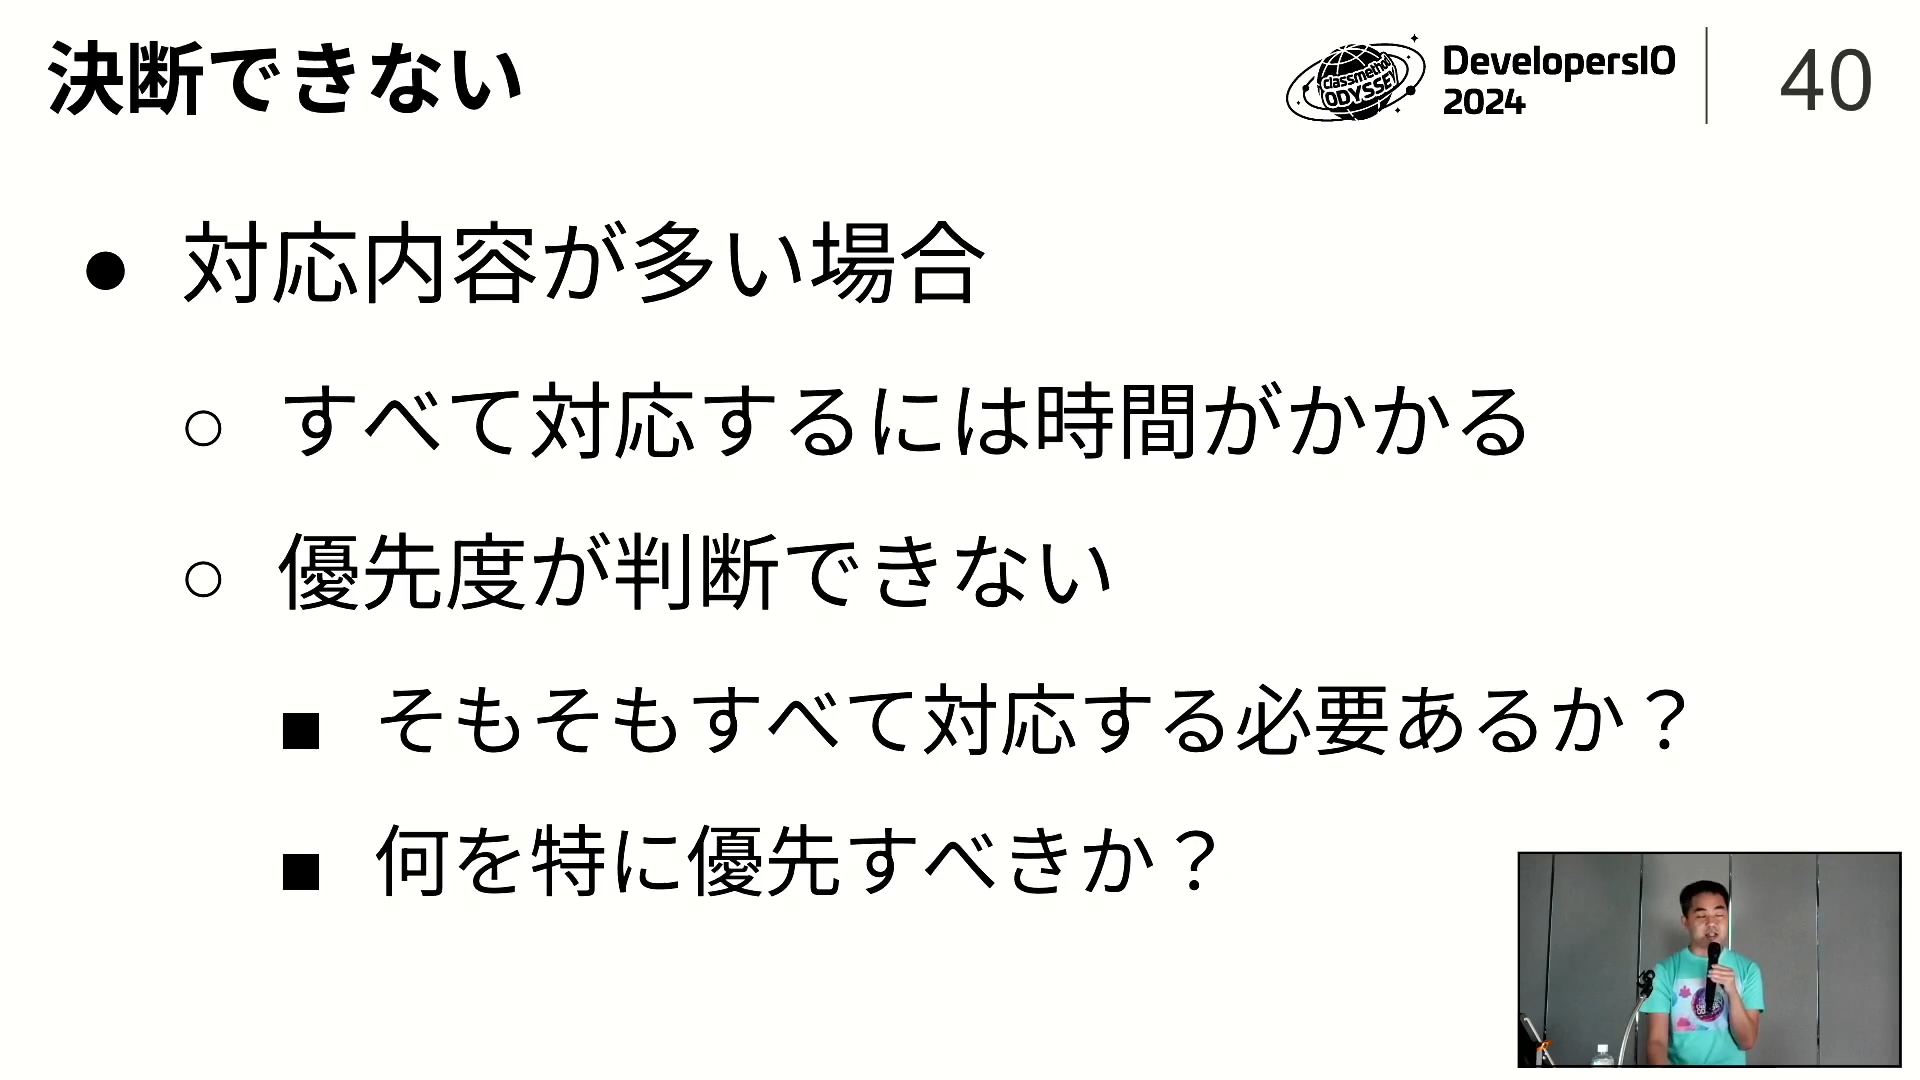 決断できない
classmethod
ODYSSEY
DevelopersIO
2024
40
● 対応内容が多い場合
○ すべて対応するには時間がかかる
○ 優先度が判断できない
■ そもそもすべて対応する必要あるか？
■ 何を特に優先すべきか？